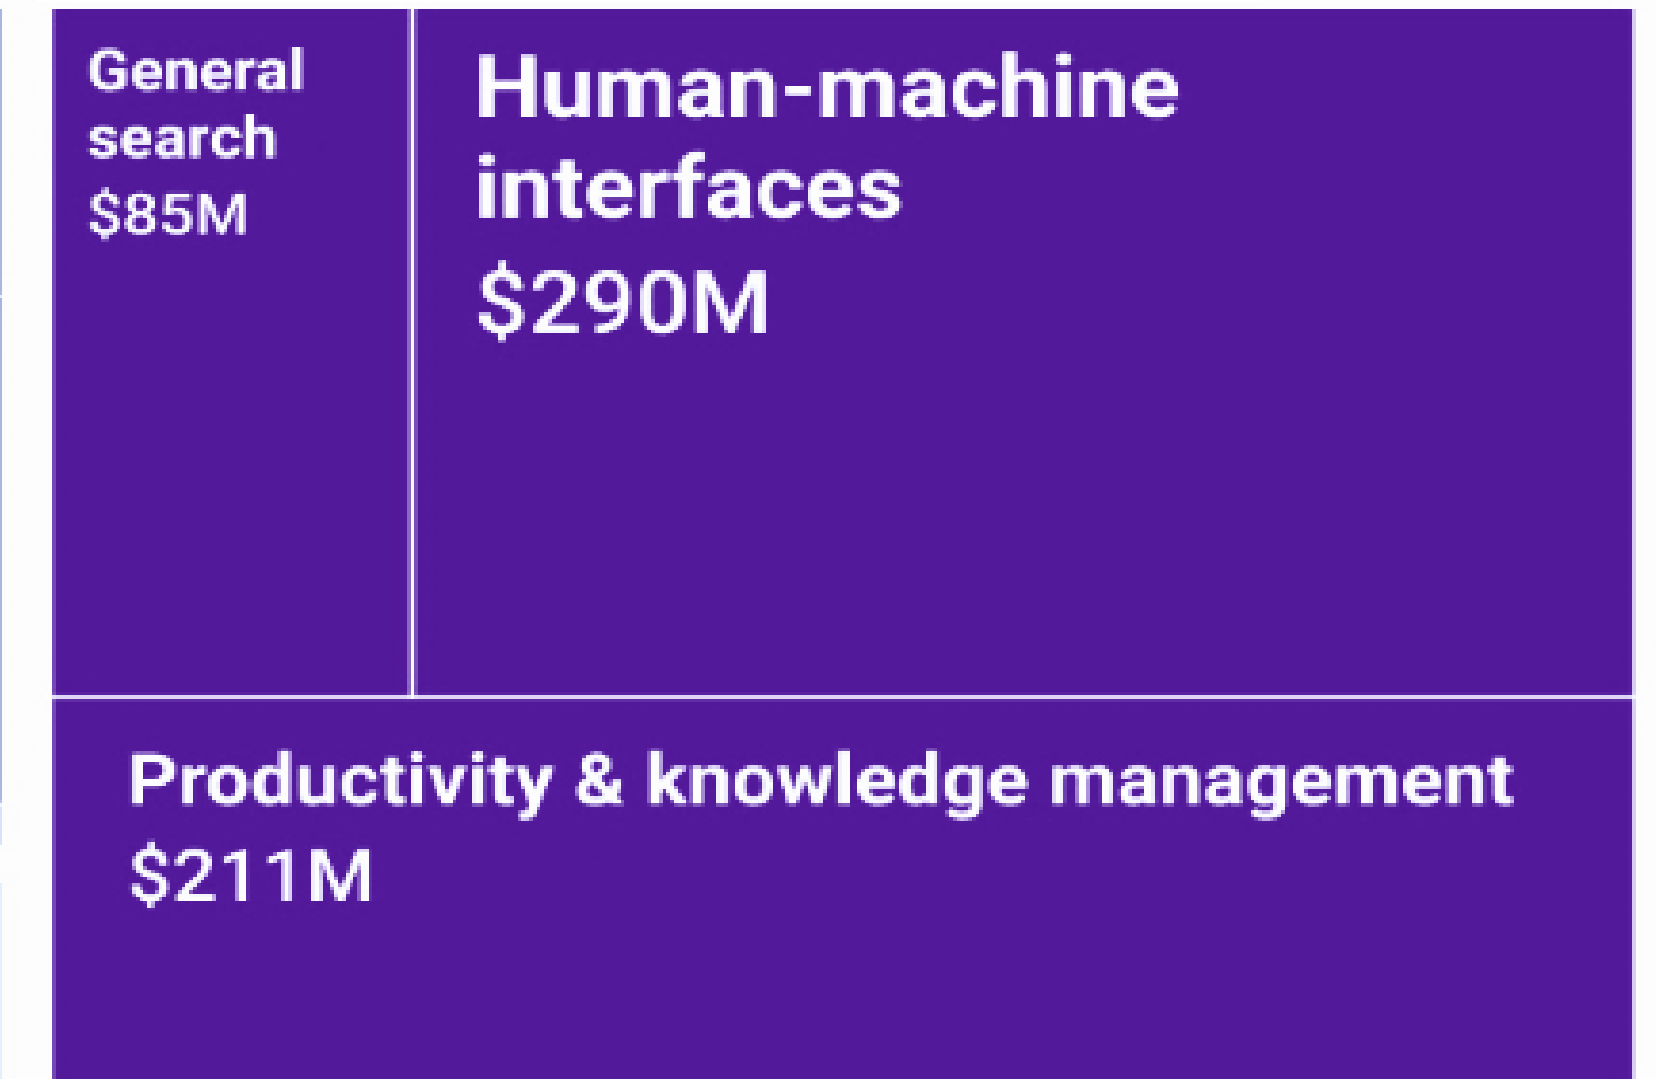 General
search
$85M
Human-machine
interfaces
$290M
Productivity & knowledge management
$211M